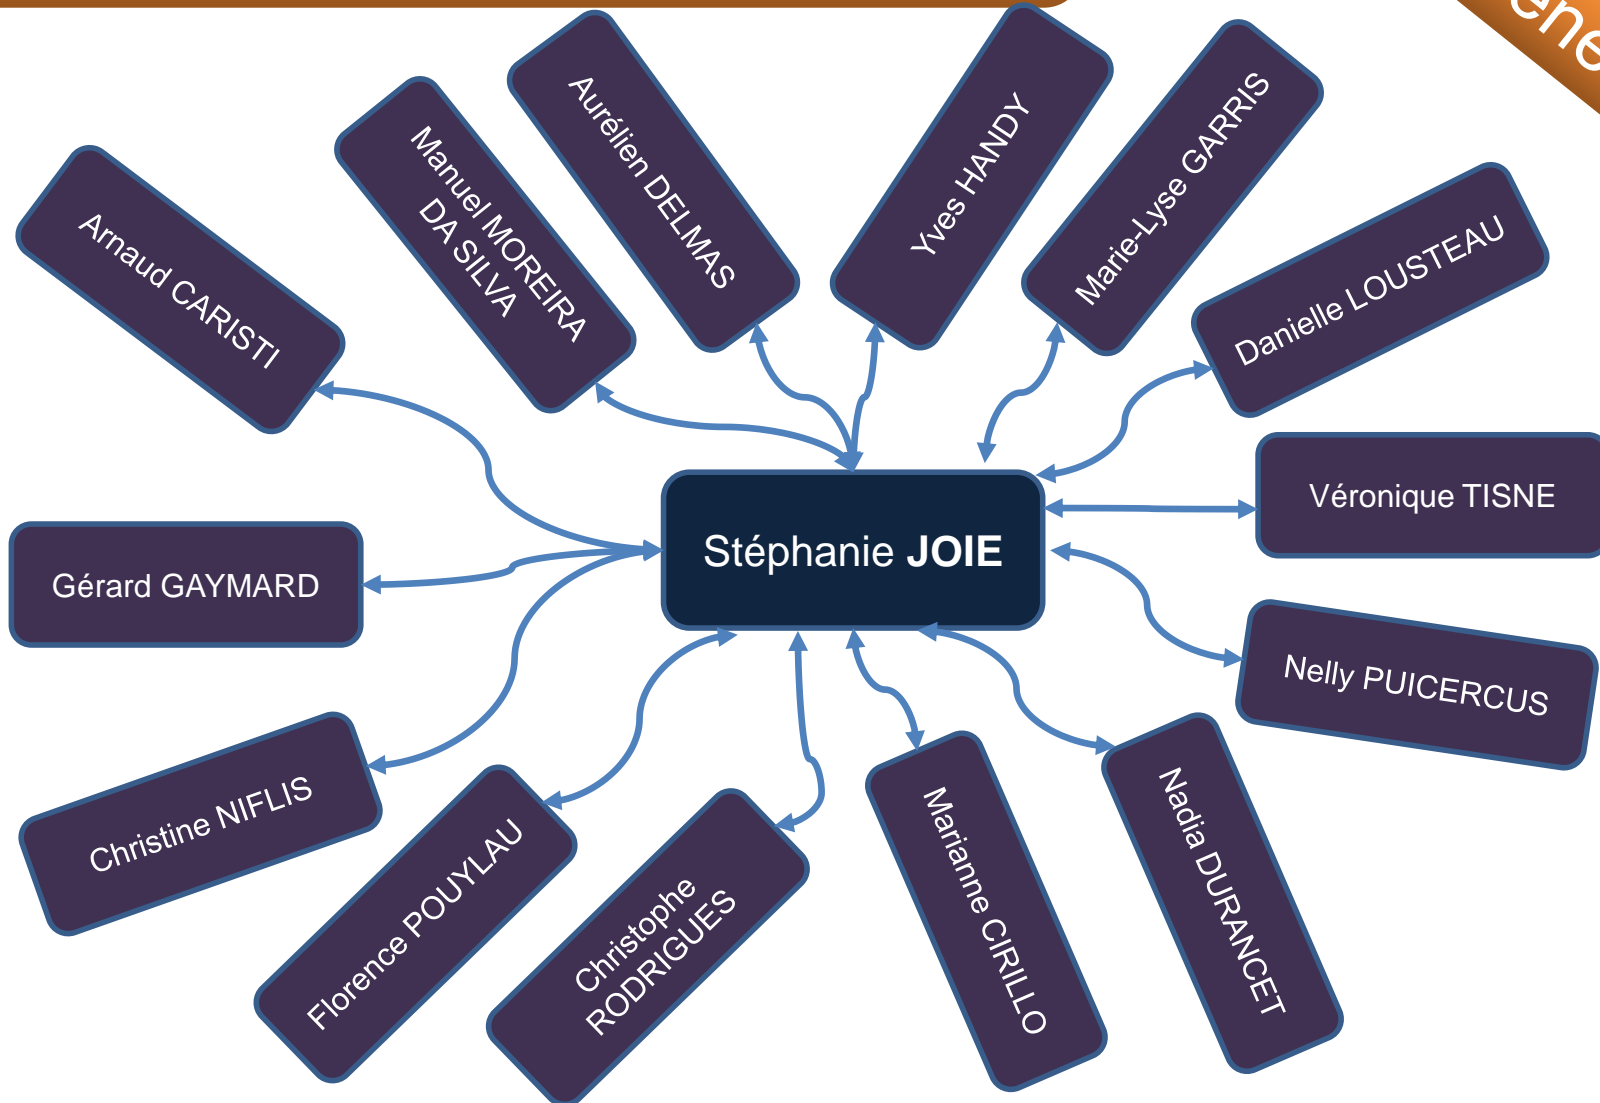 Aurélien DELMAS
Yves HANDY
Marie-Lyse GARRIS
Manuel MOREIRA
DA SILVA
Arnaud CARISTI
Danielle LOUSTEAU
Véronique TISNE
Stéphanie JOIE
Gérard GAYMARD
Nelly PUICERCUS
Christine NIFLIS
Florence POUYLAU
Christophe
RODRIGUES
Marianne CIRILLO
Nadia DURANCET